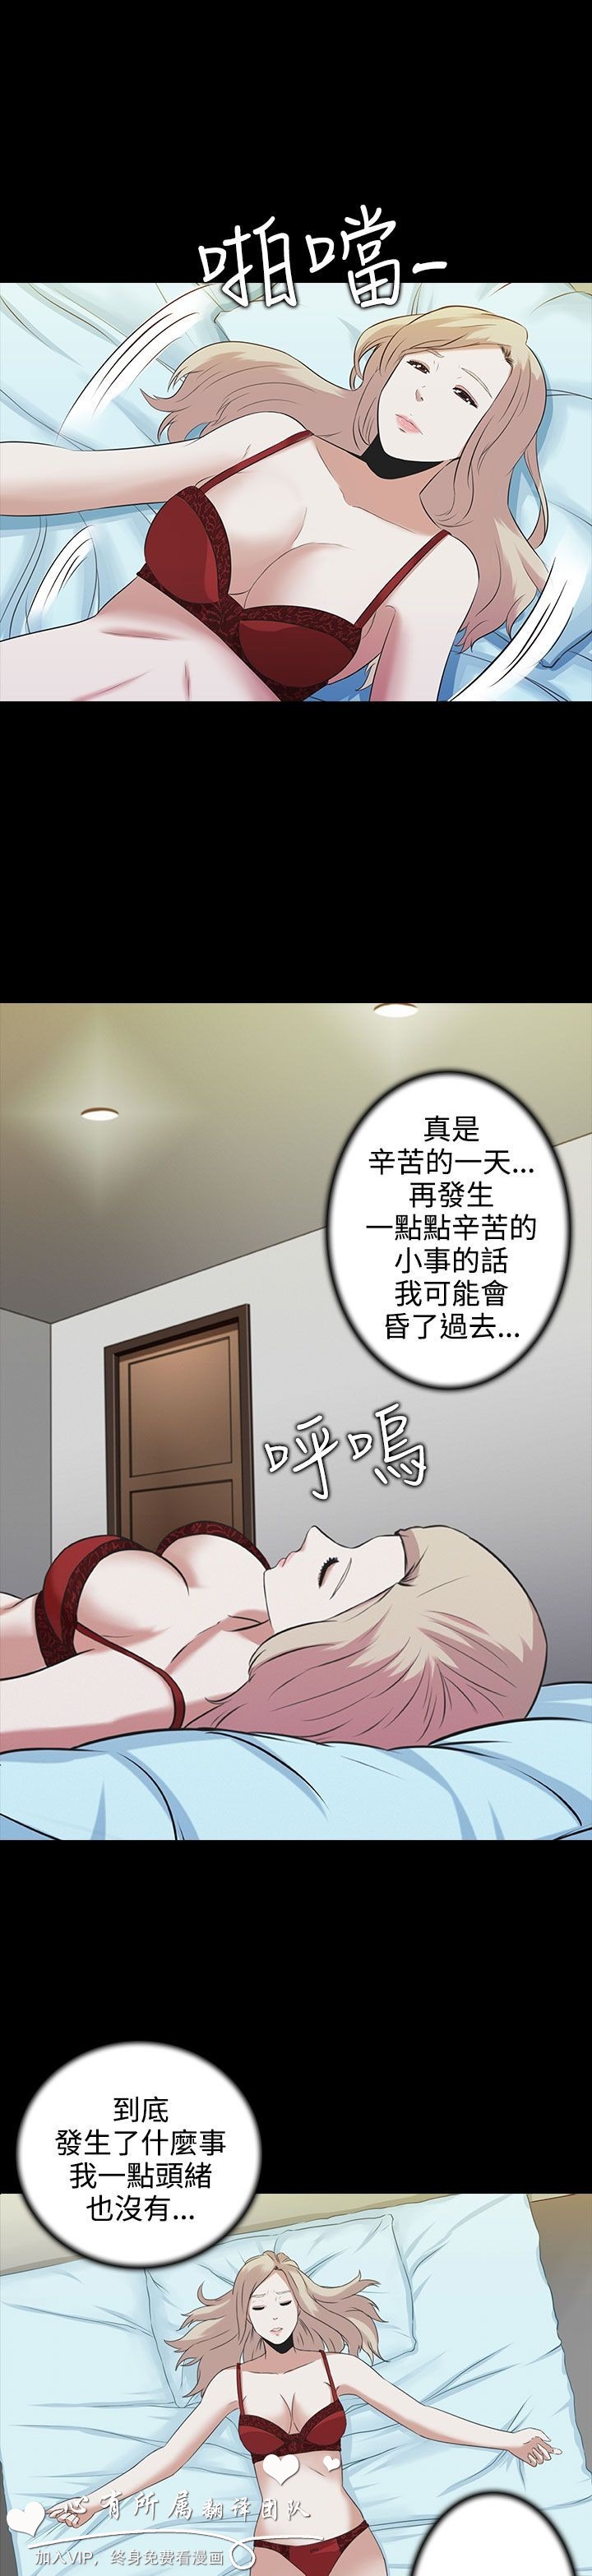 啪噹-
真是
辛苦的一天...
再發生
一點點辛苦的
小事的話
我可能會
昏了過去...
呼嗚
到底
發生了什麼事
我一點頭緒
也沒有...
心有所属翻译团队
加入VIP，终身免费看漫画